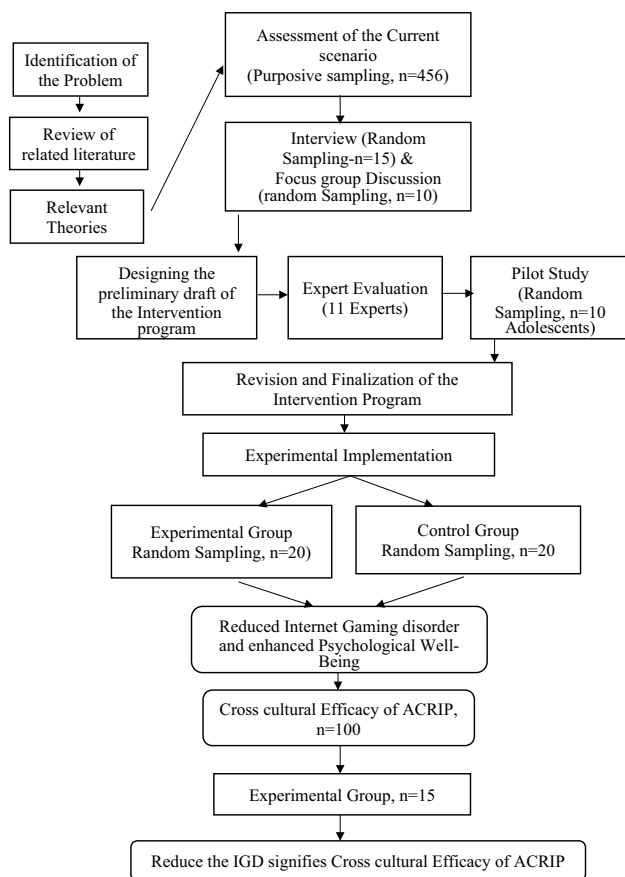 Identification of
the Problem
Review of
related literature
Relevant
Theories
Assessment of the Current
scenario
(Purposive sampling, n=456)
Interview (Random
Sampling-n=15) &
Focus group Discussion
(random Sampling, n=10)
Designing the
preliminary draft of
the Intervention
program
Expert Evaluation
(11 Experts)
Pilot Study
(Random
Sampling, n=10
Adolescents)
Revision and Finalization of the
Intervention Program
Experimental Implementation
Experimental Group
Random Sampling, n=20)
Control Group
Random Sampling, n=20
Reduced Internet Gaming disorder
and enhanced Psychological Well-
Being
Cross cultural Efficacy of ACRIP,
n=100
Experimental Group, n=15
Reduce the IGD signifies Cross cultural Efficacy of ACRIP